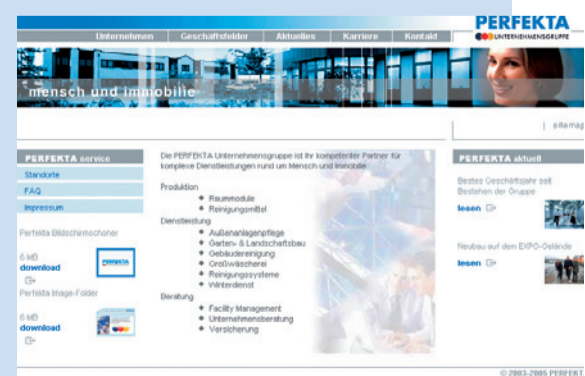 PERFEKTA
UNTERNEHMENSGRUPPE
Unternehmen Geschäftsfelder Aktuelles Karriere Kontakt
mensch und immobilie
sitemap
PERFEKTA service
Standorte
FAQ
Impressum
Perfekta Bildschirmschoner
6 MB
download
PERFEKTA
Perfekta Image-Folder
6 MB
download
Die PERFEKTA Unternehmensgruppe ist Ihr kompetenter Partner für
komplexe Dienstleistungen rund um Mensch und Immobilie.
Produktion
Raummodule
Reinigungsmittel
Dienstleistung
Außenanlagenpflege
Garten- & Landschaftsbau
Gebäudereinigung
Großwäscherei
Reinigungssysteme
Winterdienst
Beratung
Facility Management
Unternehmensberatung
Versicherung
PERFEKTA aktuell
Bestes Geschäftsjahr seit
Bestehen der Gruppe
lesen
Neubau auf dem EXPO-Gelände
lesen
© 2003-2005 PERFEKT